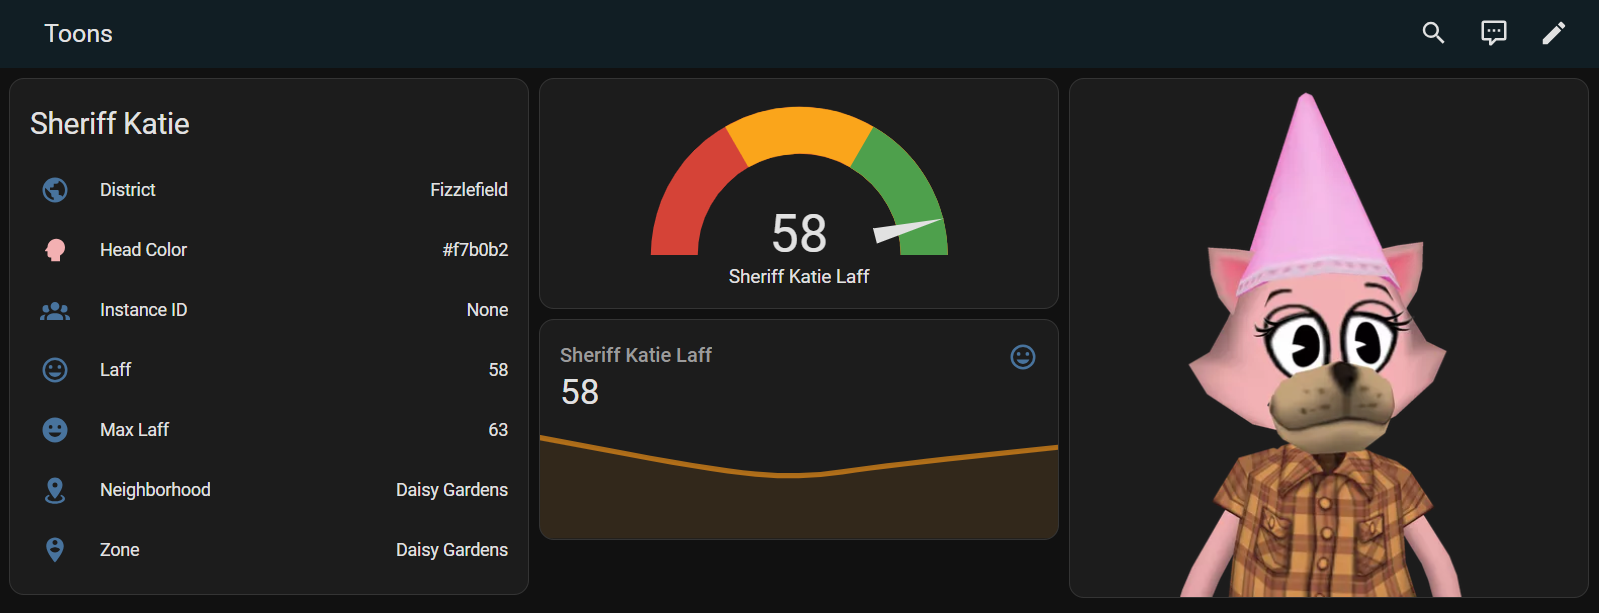 Toons
Sheriff Katie
District Fizzlefield
Head Color #f7b0b2
Instance ID None
Laff 58
Max Laff 63
Neighborhood Daisy Gardens
Zone Daisy Gardens
58
Sheriff Katie Laff
Sheriff Katie Laff
58